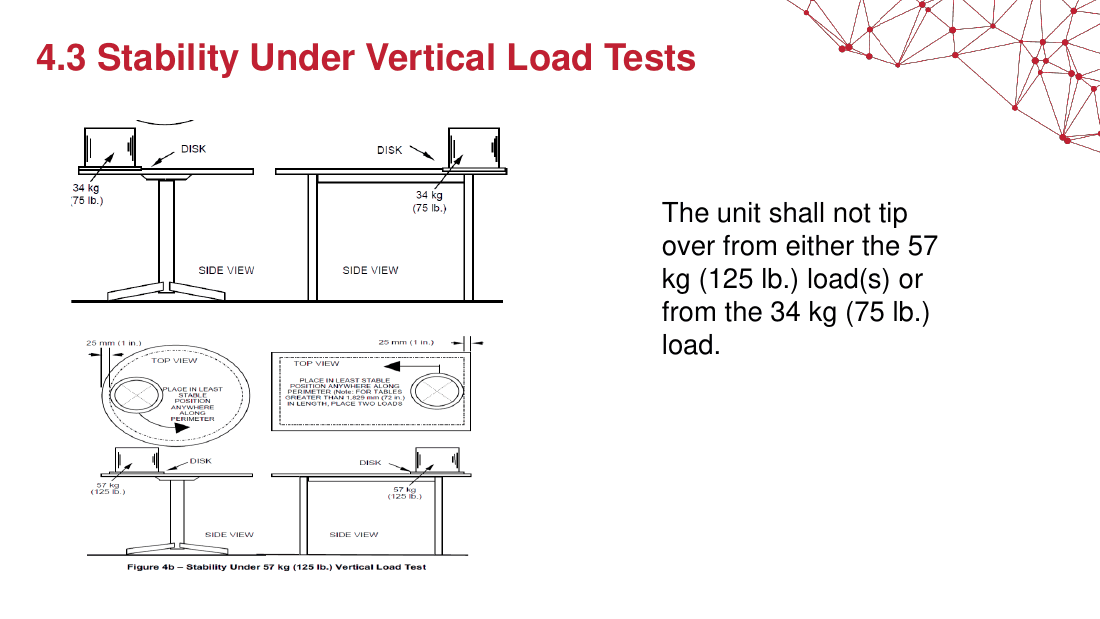 4.3 Stability Under Vertical Load Tests
DISK
34 kg
(75 lb.)
SIDE VIEW
DISK
34 kg
(75 lb.)
SIDE VIEW
The unit shall not tip
over from either the 57
kg (125 lb.) load(s) or
from the 34 kg (75 lb.)
load.
25 mm (1 in.)
TOP VIEW
PLACE IN LEAST
STABLE
POSITION
ANYWHERE
ALONG
PERIMETER
25 mm (1 in.)
TOP VIEW
PLACE IN LEAST STABLE
POSITION ANYWHERE ALONG
PERIMETER (Note: FOR TABLES
GREATER THAN 1,829 mm (72 in.)
IN LENGTH, PLACE TWO LOADS
DISK
57 kg
(125 lb.)
SIDE VIEW
DISK
57 kg
(125 lb.)
SIDE VIEW
Figure 4b – Stability Under 57 kg (125 lb.) Vertical Load Test